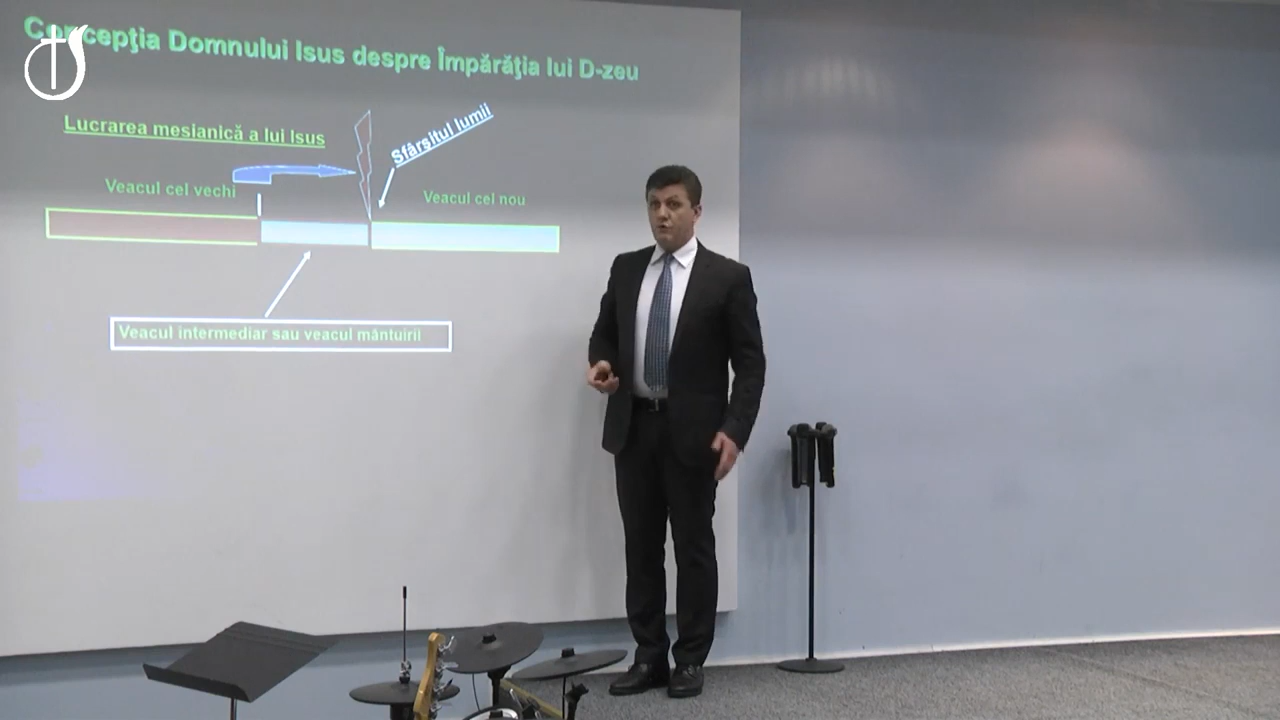 Concepţia Domnului Isus despre Împărăţia lui D-zeu
Lucrarea mesianică a lui Isus
Sfârşitul lumii
Veacul cel vechi
Veacul cel nou
Veacul intermediar sau veacul mântuirii